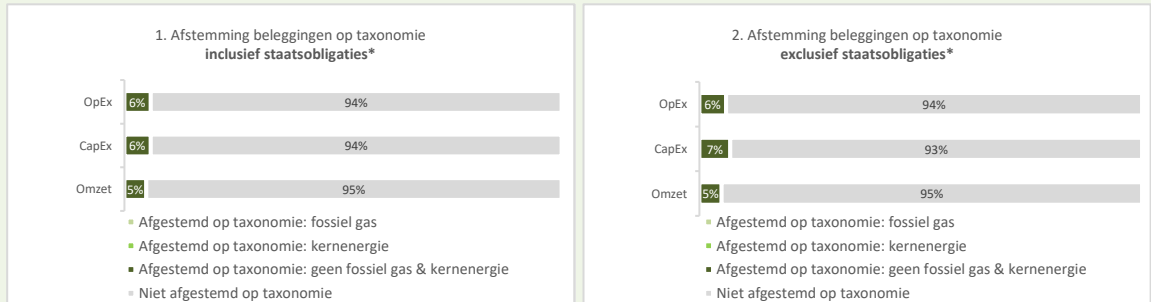 1. Afstemming beleggingen op taxonomie
inclusief staatsobligaties*
OpEx 6% 94%
CapEx 6% 94%
Omzet 5% 95%
Afgestemd op taxonomie: fossiel gas
Afgestemd op taxonomie: kernenergie
Afgestemd op taxonomie: geen fossiel gas & kernenergie
Niet afgestemd op taxonomie
2. Afstemming beleggingen op taxonomie
exclusief staatsobligaties*
OpEx 6% 94%
CapEx 7% 93%
Omzet 5% 95%
Afgestemd op taxonomie: fossiel gas
Afgestemd op taxonomie: kernenergie
Afgestemd op taxonomie: geen fossiel gas & kernenergie
Niet afgestemd op taxonomie